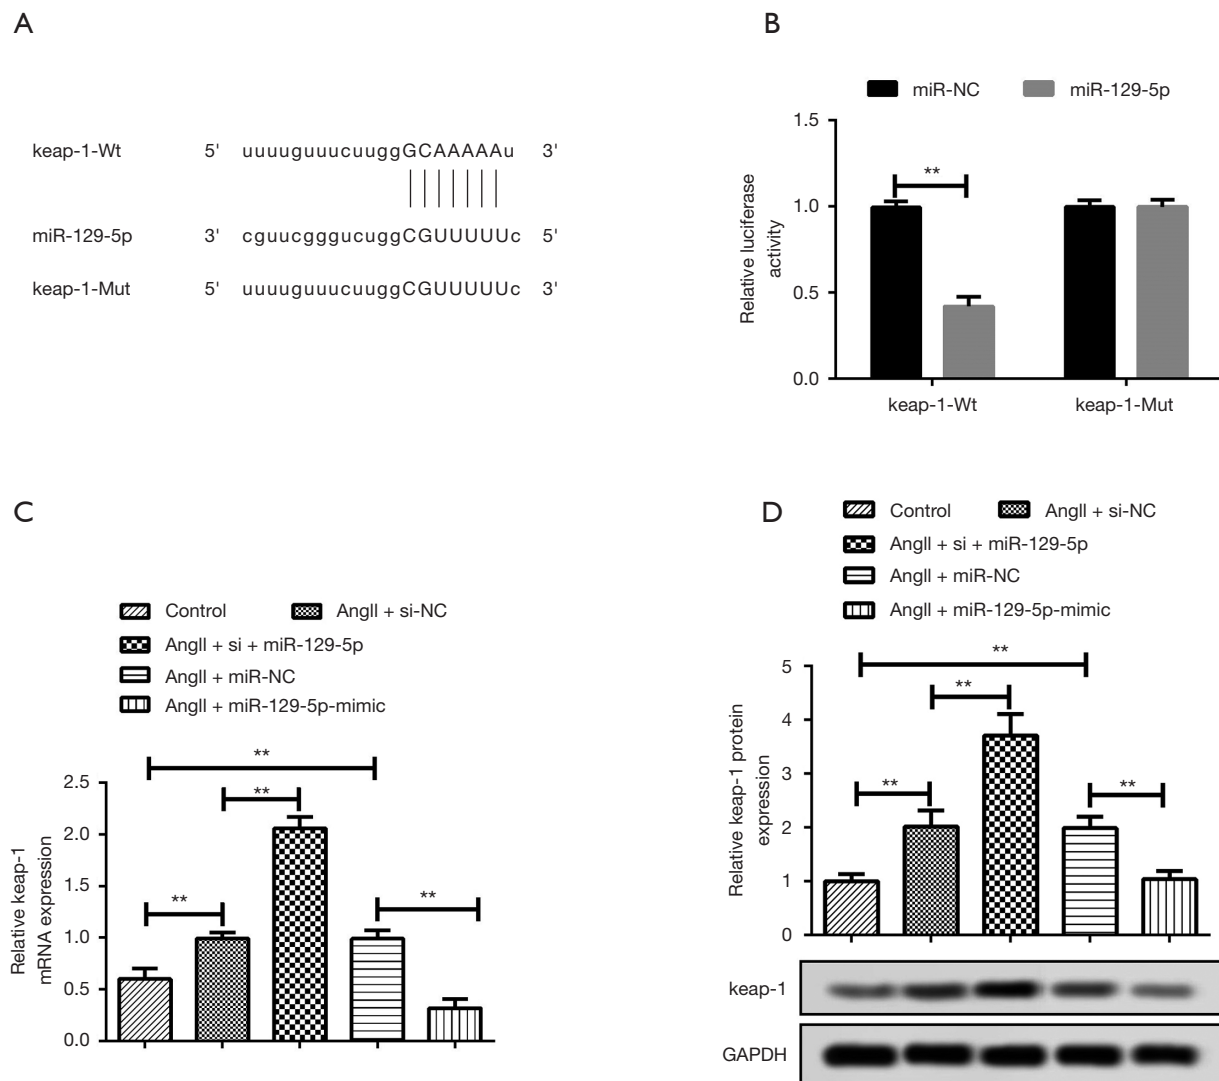 A
keap-1-Wt 5' uuuuguuucuuggGCAAAAAu 3'
miR-129-5p 3' cguucgggucuggCGUUUUUc 5'
keap-1-Mut 5' uuuuguuucuuggCGUUUUUc 3'
B
miR-NC miR-129-5p
Relative luciferase
activity
1.5
1.0
0.5
0.0
**
keap-1-Wt keap-1-Mut
C
Control AngII + si-NC
AngII + si + miR-129-5p
AngII + miR-NC
AngII + miR-129-5p-mimic
Relative keap-1
mRNA expression
2.5
2.0
1.5
1.0
0.5
0.0
**
**
**
**
D
Control AngII + si-NC
AngII + si + miR-129-5p
AngII + miR-NC
AngII + miR-129-5p-mimic
Relative keap-1 protein
expression
5
4
3
2
1
0
**
**
**
**
keap-1
GAPDH